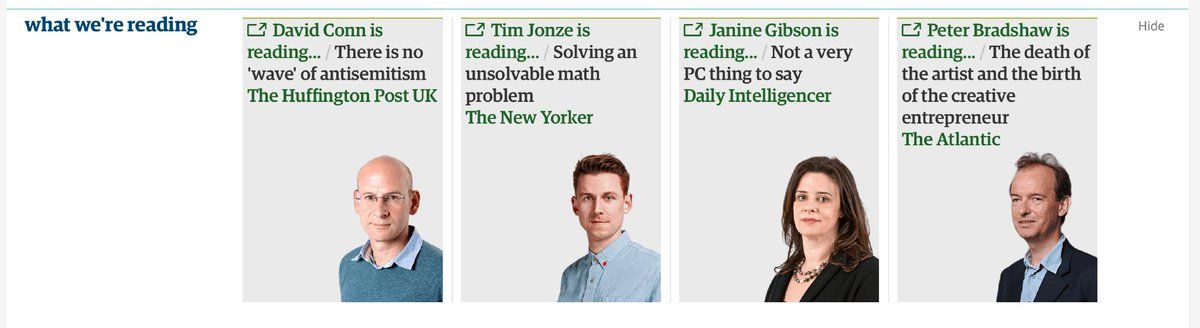 what we're reading
David Conn is
reading... / There is no
'wave' of antisemitism
The Huffington Post UK
Tim Jonze is
reading... / Solving an
unsolvable math
problem
The New Yorker
Janine Gibson is
reading... / Not a very
PC thing to say
Daily Intelligencer
Peter Bradshaw is
reading... / The death of
the artist and the birth
of the creative
entrepreneur
The Atlantic
Hide